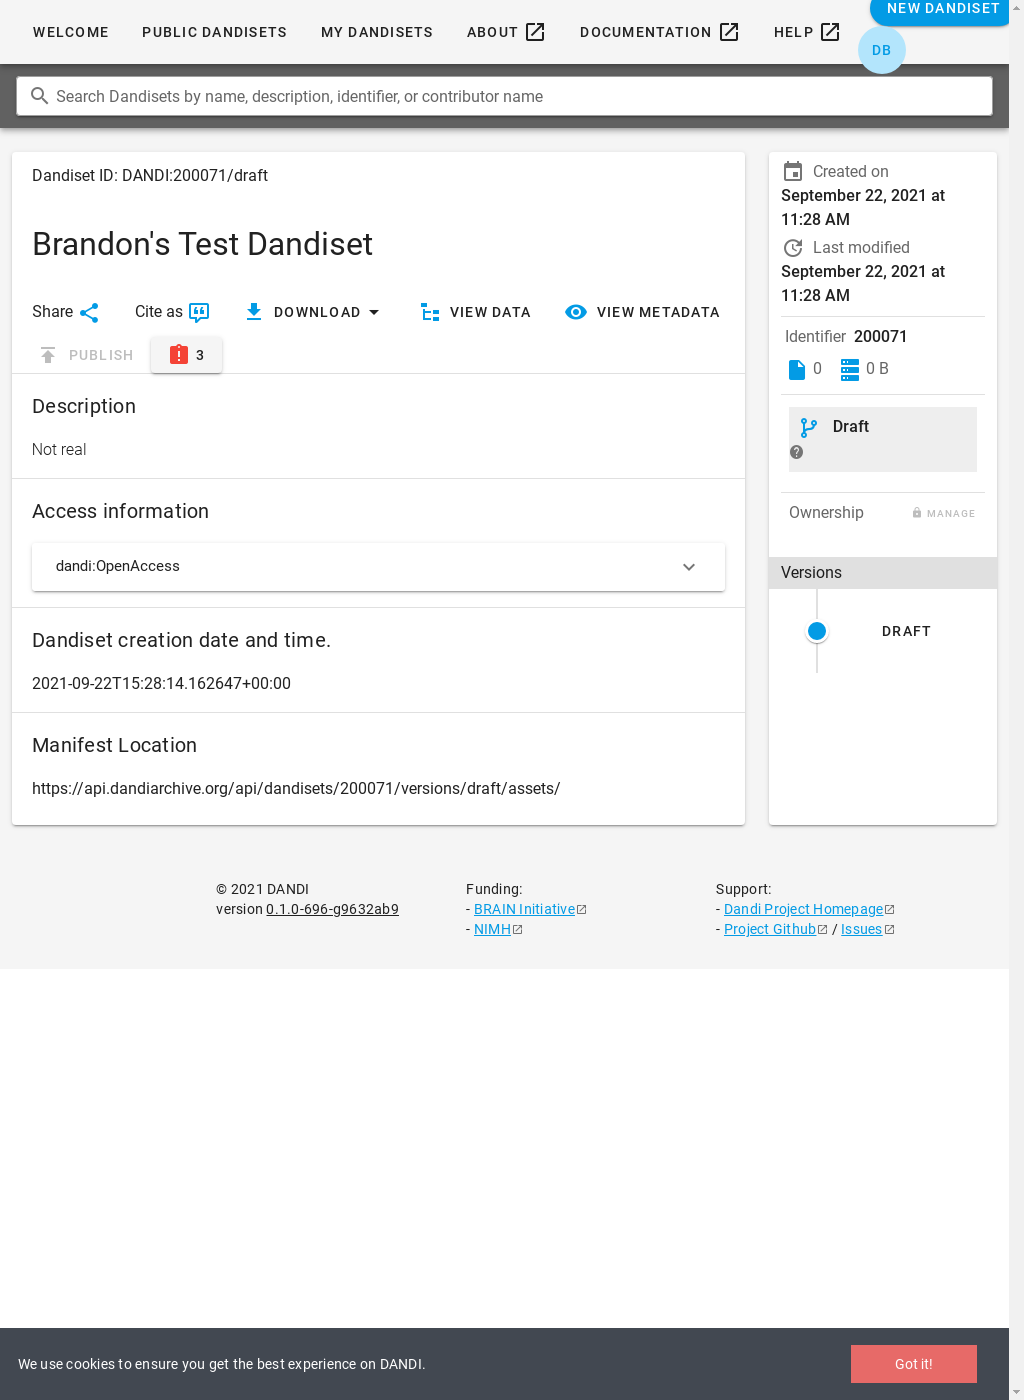 WELCOME PUBLIC DANDISETS MY DANDISETS ABOUT DOCUMENTATION HELP NEW DANDISET
DB
Search Dandisets by name, description, identifier, or contributor name
Dandiset ID: DANDI:200071/draft
Brandon's Test Dandiset
Share Cite as DOWNLOAD VIEW DATA VIEW METADATA
PUBLISH 3
Description
Not real
Access information
dandi:OpenAccess
Dandiset creation date and time.
2021-09-22T15:28:14.162647+00:00
Manifest Location
https://api.dandiarchive.org/api/dandisets/200071/versions/draft/assets/
Created on
September 22, 2021 at
11:28 AM
Last modified
September 22, 2021 at
11:28 AM
Identifier 200071
0 0 B
Draft
Ownership MANAGE
Versions
DRAFT
© 2021 DANDI
version 0.1.0-696-g9632ab9
Funding:
- BRAIN Initiative
- NIMH
Support:
- Dandi Project Homepage
- Project Github / Issues
We use cookies to ensure you get the best experience on DANDI.
Got it!